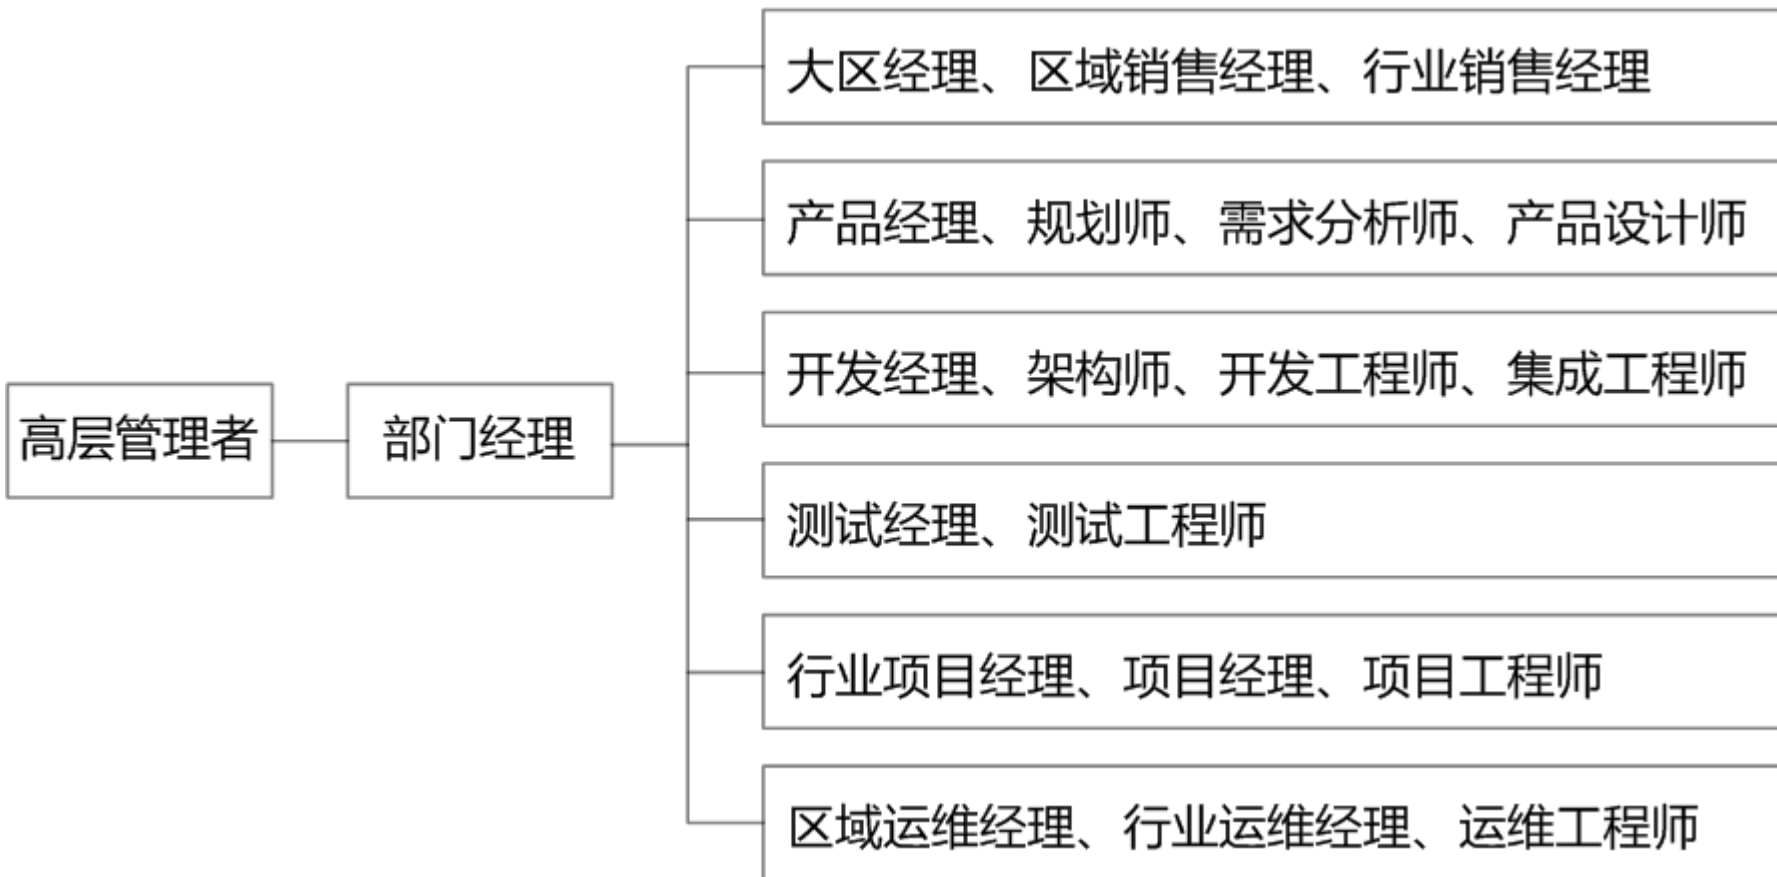 高层管理者
部门经理
大区经理、区域销售经理、行业销售经理
产品经理、规划师、需求分析师、产品设计师
开发经理、架构师、开发工程师、集成工程师
测试经理、测试工程师
行业项目经理、项目经理、项目工程师
区域运维经理、行业运维经理、运维工程师